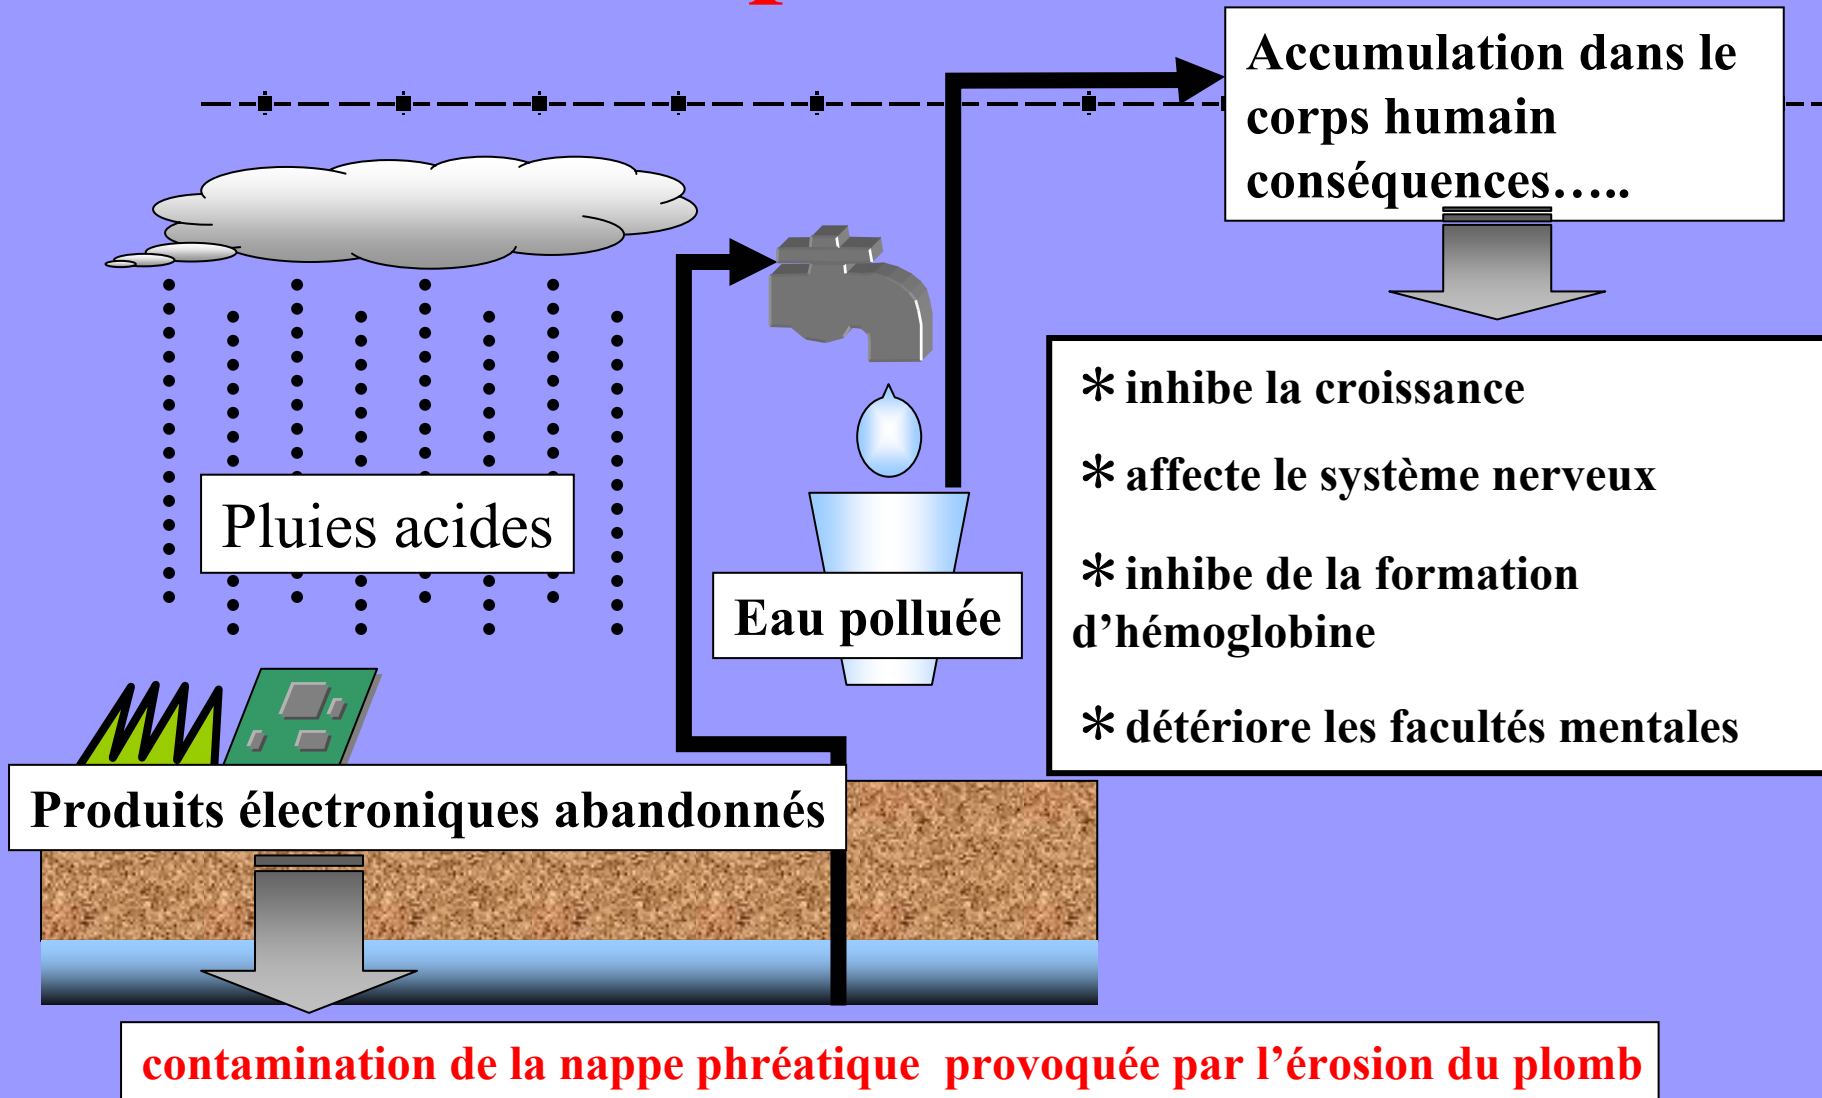 Accumulation dans le
corps humain
conséquences.....
* inhibe la croissance
* affecte le système nerveux
* inhibe de la formation
d’hémoglobine
* détériore les facultés mentales
Pluies acides
Eau polluée
Produits électroniques abandonnés
contamination de la nappe phréatique provoquée par l’érosion du plomb